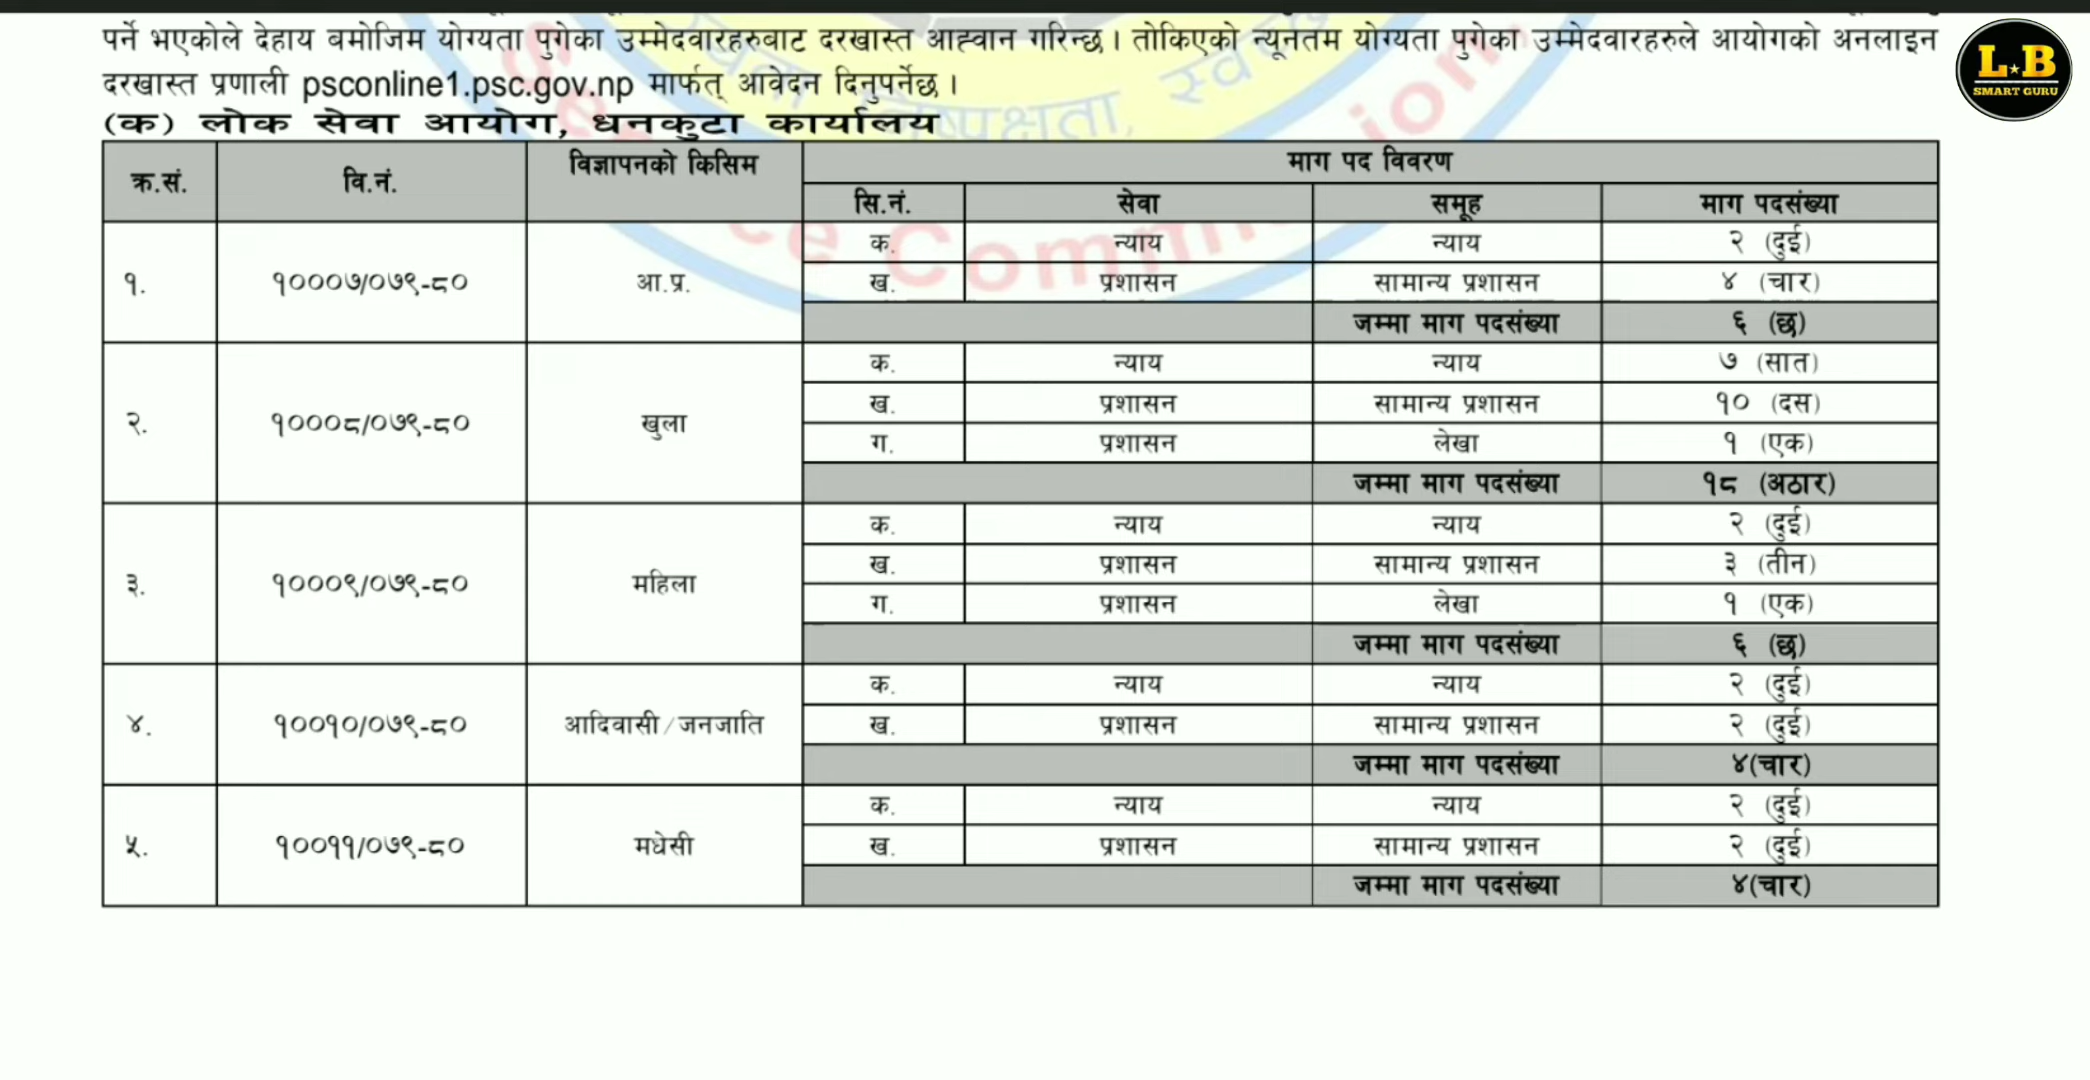 पर्ने भएकोले देहाय बमोजिम योग्यता पुगेका उम्मेदवारहरुबाट दरखास्त आह्वान गरिन्छ । तोकिएको न्यूनतम योग्यता पुगेका उम्मेदवारहरुले आयोगको अनलाइन
दरखास्त प्रणाली psconline1.psc.gov.np मार्फत् आवेदन दिनुपर्नेछ ।
L★B
SMART GURU
(क) लोक सेवा आयोग, धनकुटा कार्यालय
क्र.सं. वि.नं. विज्ञापनको किसिम माग पद विवरण
सि.नं. सेवा समूह माग पदसंख्या
१. १०००७/०७९-८० आ.प्र. क. न्याय न्याय २ (दुई)
ख. प्रशासन सामान्य प्रशासन ४ (चार)
जम्मा माग पदसंख्या ६ (छ)
२. १०००८/०७९-८० खुला क. न्याय न्याय ७ (सात)
ख. प्रशासन सामान्य प्रशासन १० (दस)
ग. प्रशासन लेखा १ (एक)
जम्मा माग पदसंख्या १८ (अठार)
३. १०००९/०७९-८० महिला क. न्याय न्याय २ (दुई)
ख. प्रशासन सामान्य प्रशासन ३ (तीन)
ग. प्रशासन लेखा १ (एक)
जम्मा माग पदसंख्या ६ (छ)
४. १००१०/०७९-८० आदिवासी/जनजाति क. न्याय न्याय २ (दुई)
ख. प्रशासन सामान्य प्रशासन २ (दुई)
जम्मा माग पदसंख्या ४(चार)
५. १००११/०७९-८० मधेसी क. न्याय न्याय २ (दुई)
ख. प्रशासन सामान्य प्रशासन २ (दुई)
जम्मा माग पदसंख्या ४(चार)